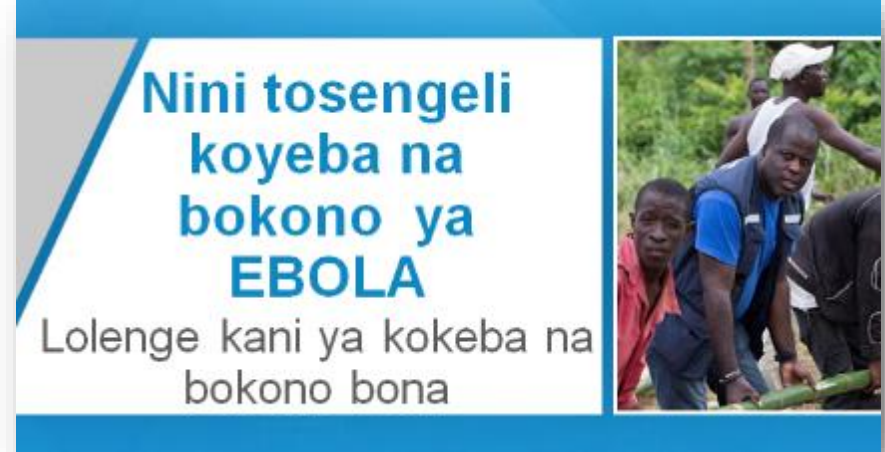 Nini tosengeli
koyeba na
bokono ya
EBOLA
Lolenge kani ya kokeba na
bokono bona